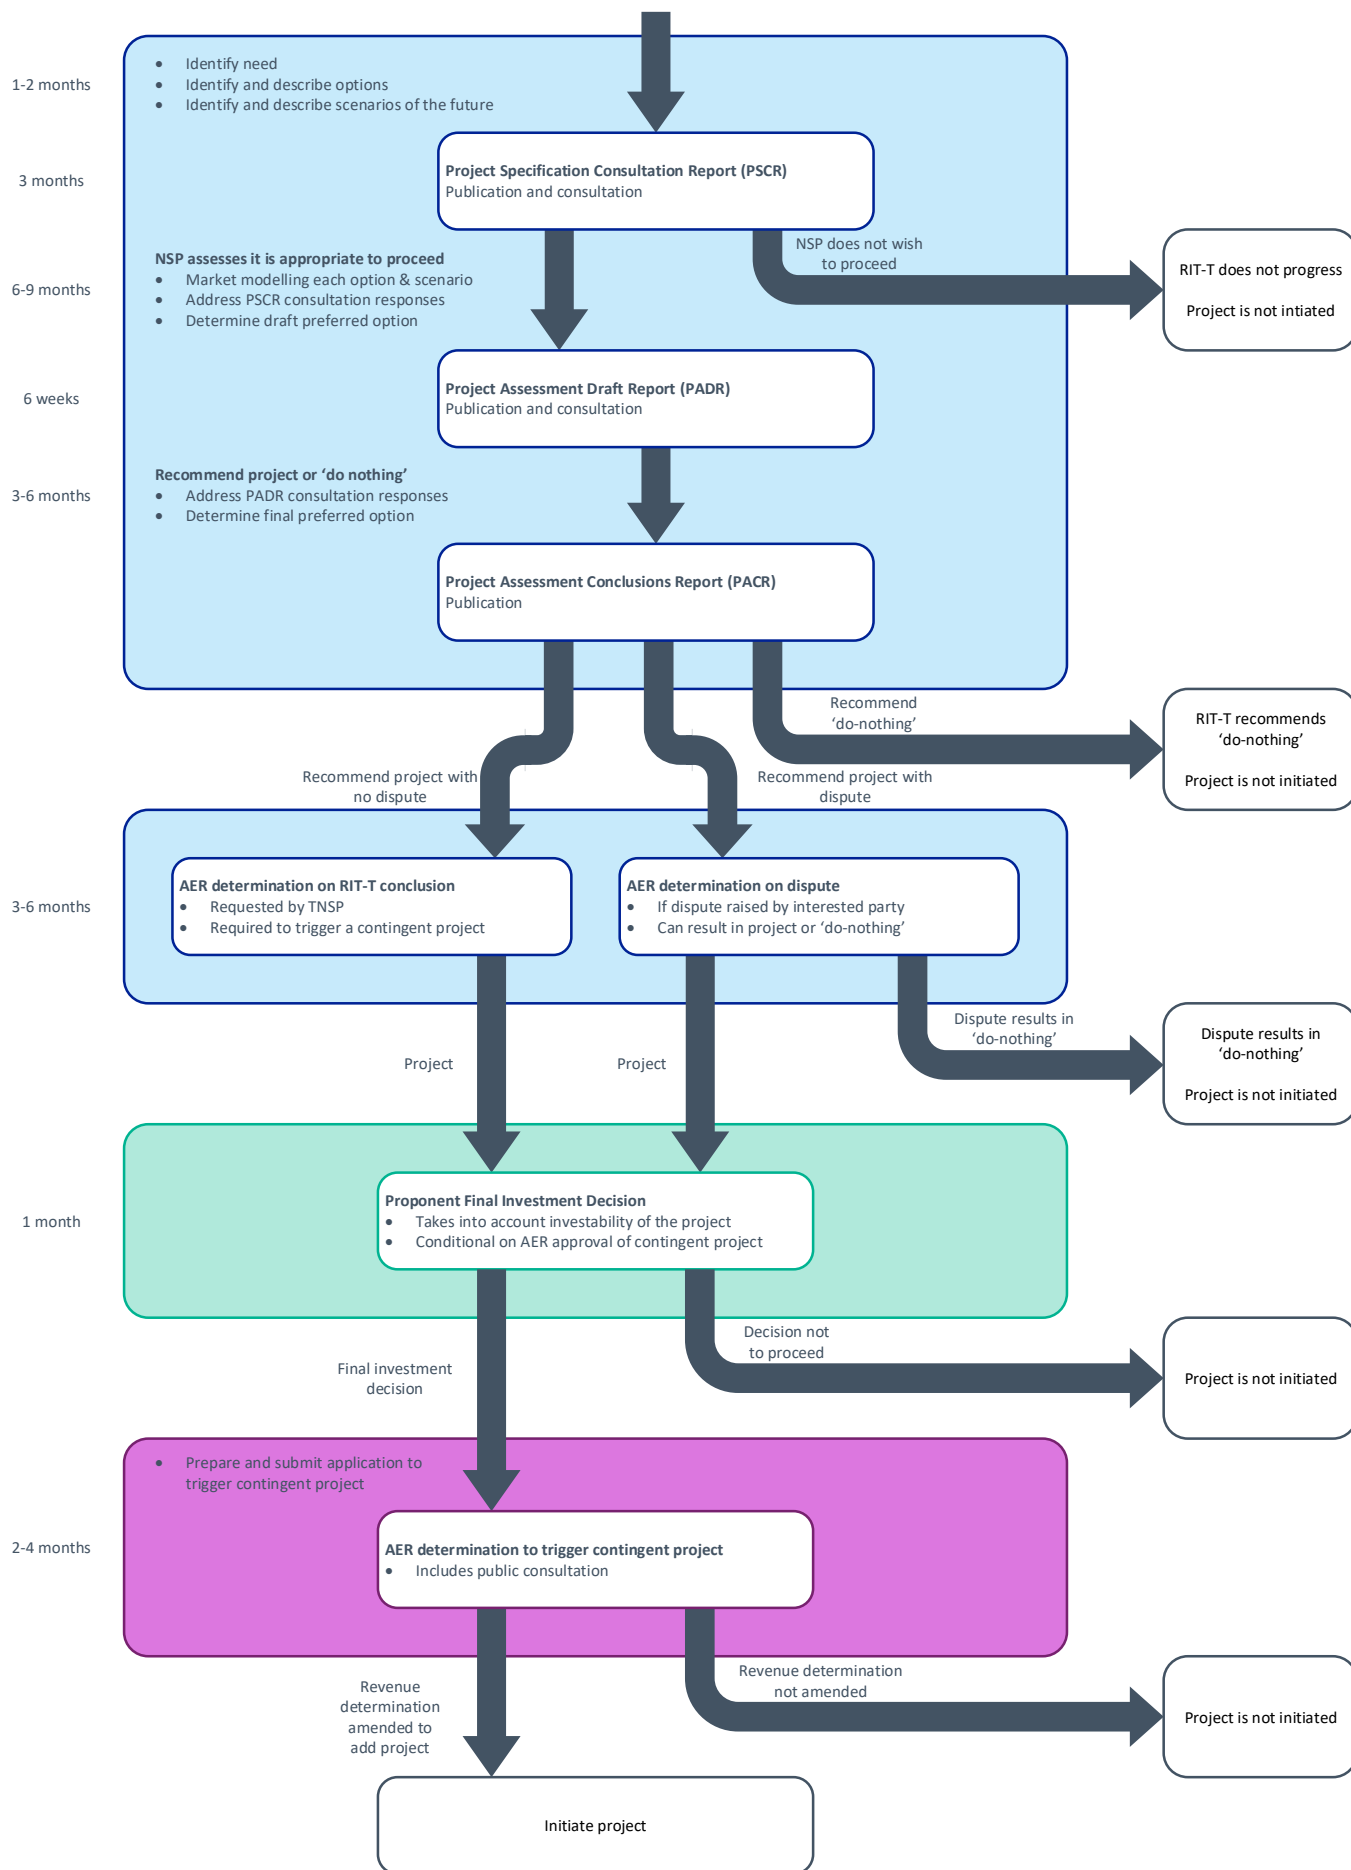 1-2 months
• Identify need
• Identify and describe options
• Identify and describe scenarios of the future
3 months
Project Specification Consultation Report (PSCR)
Publication and consultation
NSP does not wish
to proceed
RIT-T does not progress
Project is not intiated
6-9 months
NSP assesses it is appropriate to proceed
• Market modelling each option & scenario
• Address PSCR consultation responses
• Determine draft preferred option
6 weeks
Project Assessment Draft Report (PADR)
Publication and consultation
3-6 months
Recommend project or ‘do nothing’
• Address PADR consultation responses
• Determine final preferred option
Project Assessment Conclusions Report (PACR)
Publication
Recommend
‘do-nothing’
RIT-T recommends
‘do-nothing’
Project is not initiated
Recommend project with
no dispute
Recommend project with
dispute
3-6 months
AER determination on RIT-T conclusion
• Requested by TNSP
• Required to trigger a contingent project
AER determination on dispute
• If dispute raised by interested party
• Can result in project or ‘do-nothing’
Dispute results in
‘do-nothing’
Dispute results in
‘do-nothing’
Project is not initiated
Project
Project
1 month
Proponent Final Investment Decision
• Takes into account investability of the project
• Conditional on AER approval of contingent project
Decision not
to proceed
Project is not initiated
Final investment
decision
2-4 months
• Prepare and submit application to
trigger contingent project
AER determination to trigger contingent project
• Includes public consultation
Revenue determination
not amended
Project is not initiated
Revenue
determination
amended to
add project
Initiate project